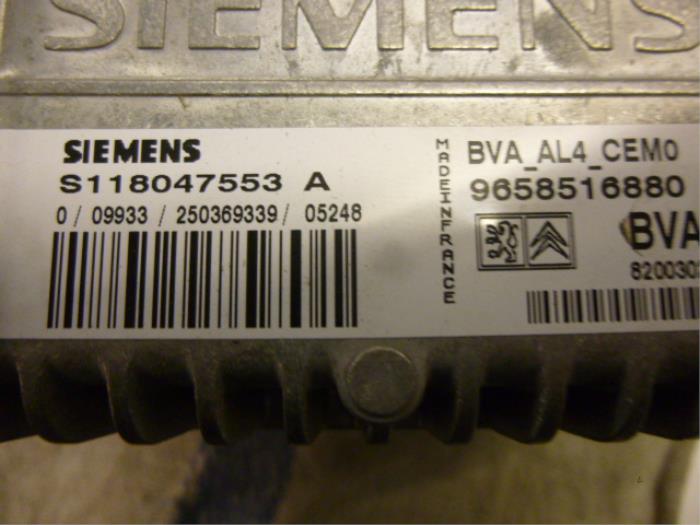 SIEMENS
SIEMENS
S118047553 A
0 / 09933 / 250369339 / 05248
MADEINFRANCE
BVA_AL4_CEM0
9658516880
BVA